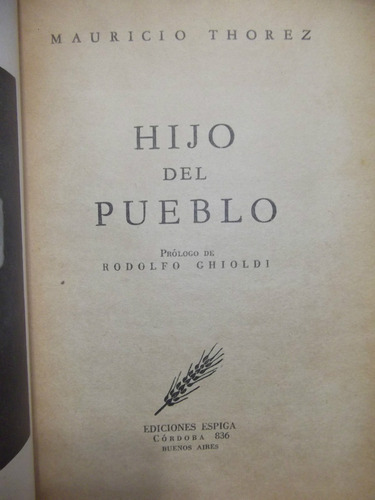 MAURICIO THOREZ
HIJO
DEL
PUEBLO
PRÓLOGO DE
RODOLFO GHIOLDI
EDICIONES ESPIGA
CÓRDOBA 836
BUENOS AIRES